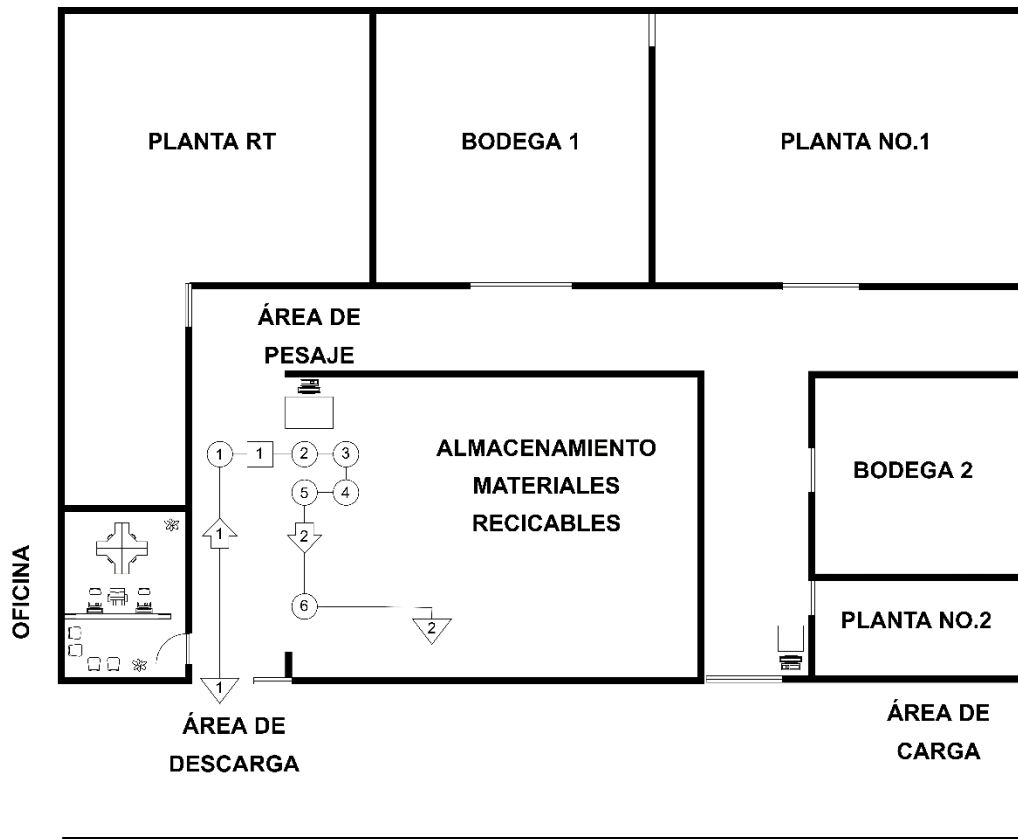 PLANTA RT
BODEGA 1
PLANTA NO.1
ÁREA DE
PESAJE
ALMACENAMIENTO
MATERIALES
RECICABLES
BODEGA 2
PLANTA NO.2
OFICINA
1
1
2
3
5
4
1
2
6
2
1
ÁREA DE
DESCARGA
ÁREA DE
CARGA